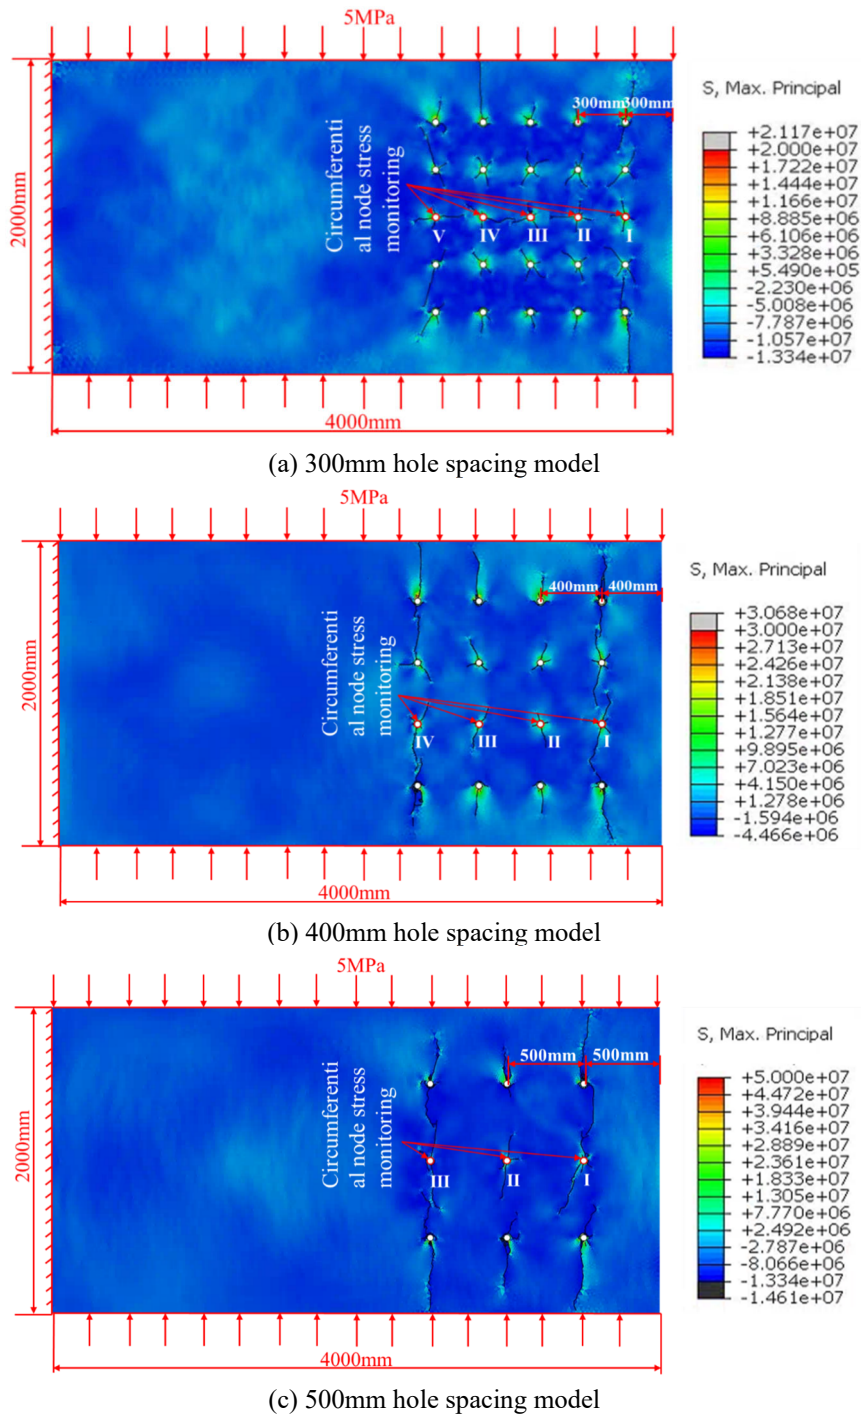 5MPa
S, Max. Principal
300mm 300mm
+2.117e+07
+2.000e+07
+1.722e+07
+1.444e+07
+1.166e+07
+8.885e+06
+6.106e+06
+3.328e+06
+5.490e+05
-2.230e+06
-5.008e+06
-7.787e+06
-1.057e+07
-1.334e+07
Circumferenti
al node stress
monitoring
2000mm
V IV III II I
4000mm
(a) 300mm hole spacing model
5MPa
S, Max. Principal
400mm 400mm
+3.068e+07
+3.000e+07
+2.713e+07
+2.426e+07
+2.138e+07
+1.851e+07
+1.564e+07
+1.277e+07
+9.895e+06
+7.023e+06
+4.150e+06
+1.278e+06
-1.594e+06
-4.466e+06
Circumferenti
al node stress
monitoring
2000mm
IV III II I
4000mm
(b) 400mm hole spacing model
5MPa
S, Max. Principal
500mm 500mm
+5.000e+07
+4.472e+07
+3.944e+07
+3.416e+07
+2.889e+07
+2.361e+07
+1.833e+07
+1.305e+07
+7.770e+06
+2.492e+06
-2.787e+06
-8.066e+06
-1.334e+07
-1.461e+07
Circumferenti
al node stress
monitoring
2000mm
III II I
4000mm
(c) 500mm hole spacing model